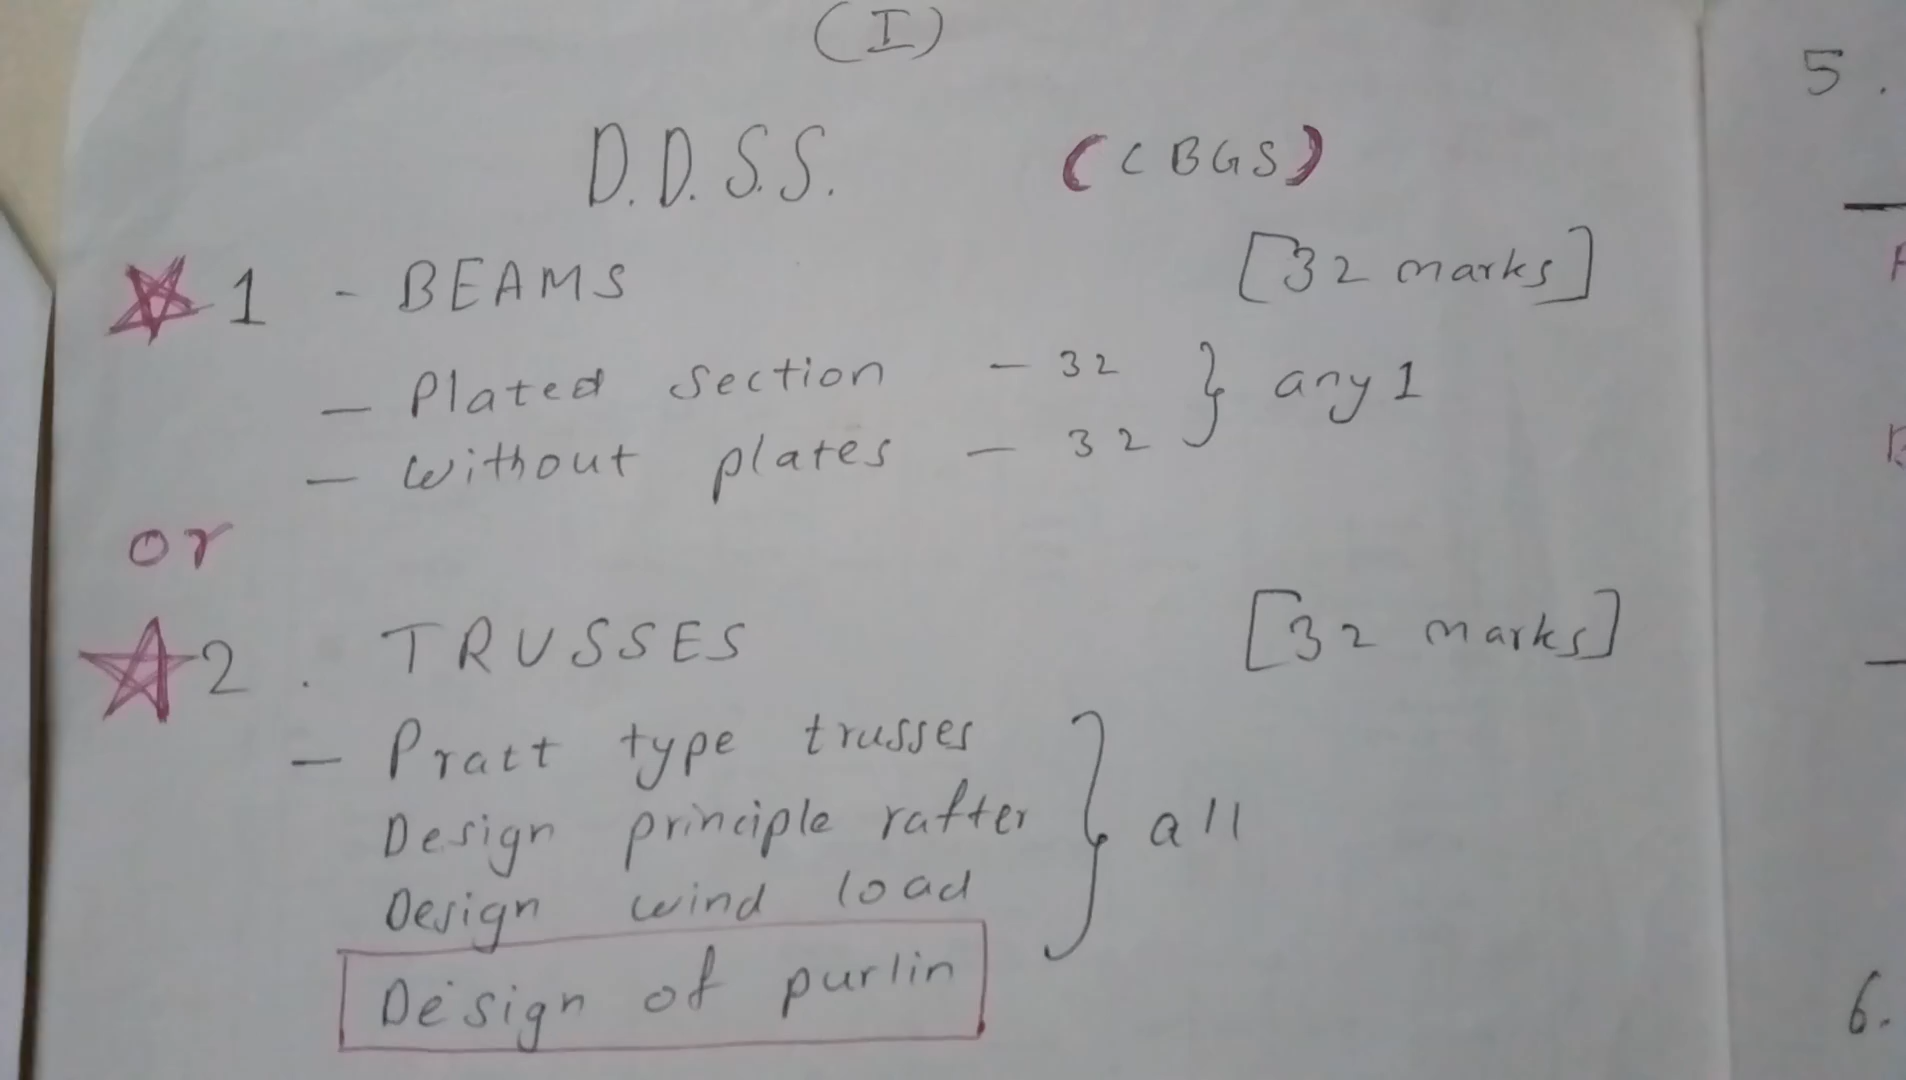 (I)
D.D.S.S. (CBGS)
1 - BEAMS [32 marks]
- Plated section - 32 } any 1
- without plates - 32
or
2. TRUSSES [32 marks]
- Pratt type trusses
Design principle rafter } all
Design wind load
Design of purlin
5.
6.